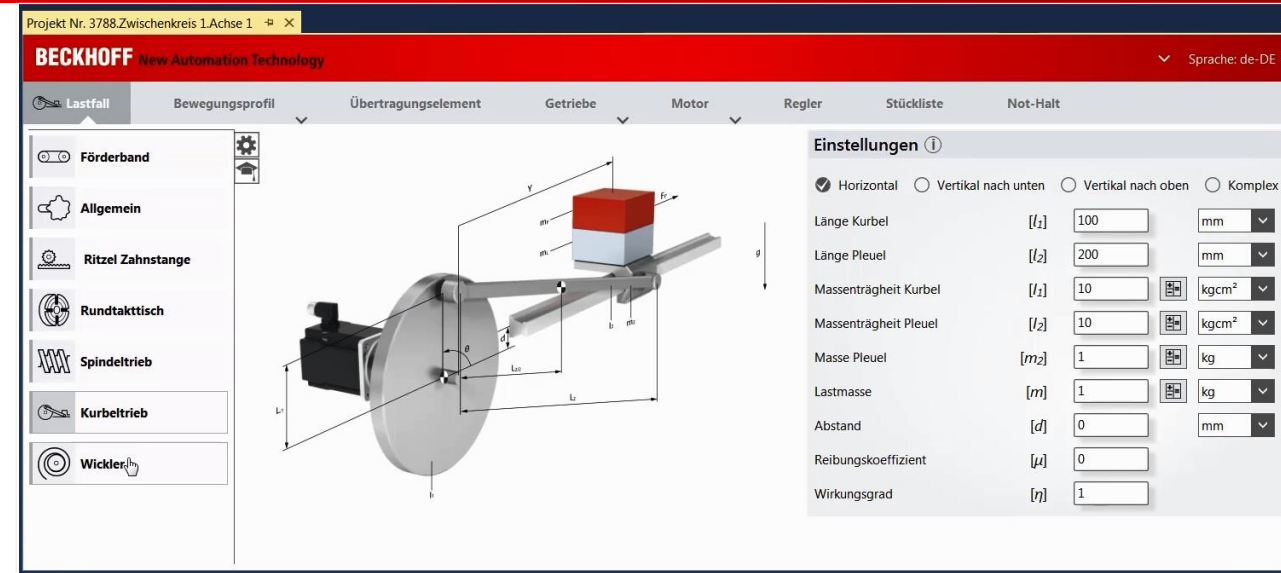 Projekt Nr. 3788.Zwischenkreis 1.Achse 1
BECKHOFF New Automation Technology
Sprache: de-DE
Lastfall Bewegungsprofil Übertragungselement Getriebe Motor Regler Stückliste Not-Halt
Förderband
Allgemein
Ritzel Zahnstange
Rundtakttisch
Spindeltrieb
Kurbeltrieb
Wickler
Y
g
d
θ
Einstellungen
Horizontal Vertikal nach unten Vertikal nach oben Komplex
Länge Kurbel [l₁] 100 mm
Länge Pleuel [l₂] 200 mm
Massenträgheit Kurbel [I₁] 10 kgcm²
Massenträgheit Pleuel [I₂] 10 kgcm²
Masse Pleuel [m₂] 1 kg
Lastmasse [m] 1 kg
Abstand [d] 0 mm
Reibungskoeffizient [μ] 0
Wirkungsgrad [η] 1